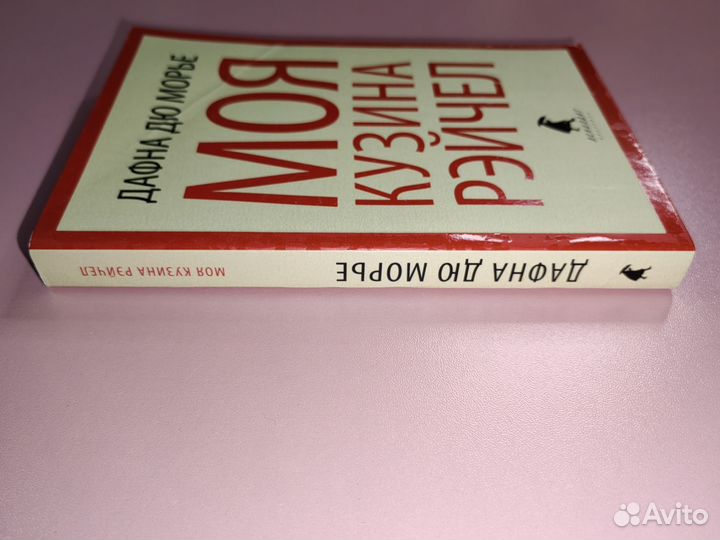 ДАФНА ДЮ МОРЬЕ
МОЯ
КУЗИНА
РЭЙЧЕЛ
ДАФНА ДЮ МОРЬЕ
МОЯ КУЗИНА РЭЙЧЕЛ
Avito